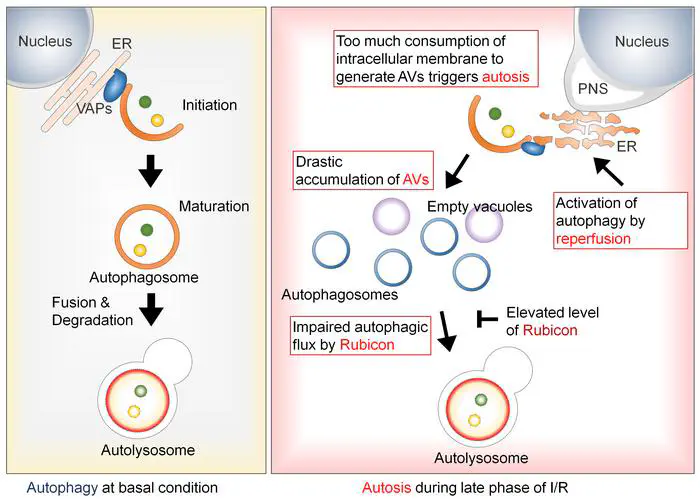 Nucleus
ER
VAPs
Initiation
Maturation
Autophagosome
Fusion &
Degradation
Autolysosome
Autophagy at basal condition
Too much consumption of
intracellular membrane to
generate AVs triggers autosis
Nucleus
PNS
ER
Drastic
accumulation of AVs
Empty vacuoles
Activation of
autophagy by
reperfusion
Autophagosomes
Impaired autophagic
flux by Rubicon
Elevated level
of Rubicon
Autolysosome
Autosis during late phase of I/R